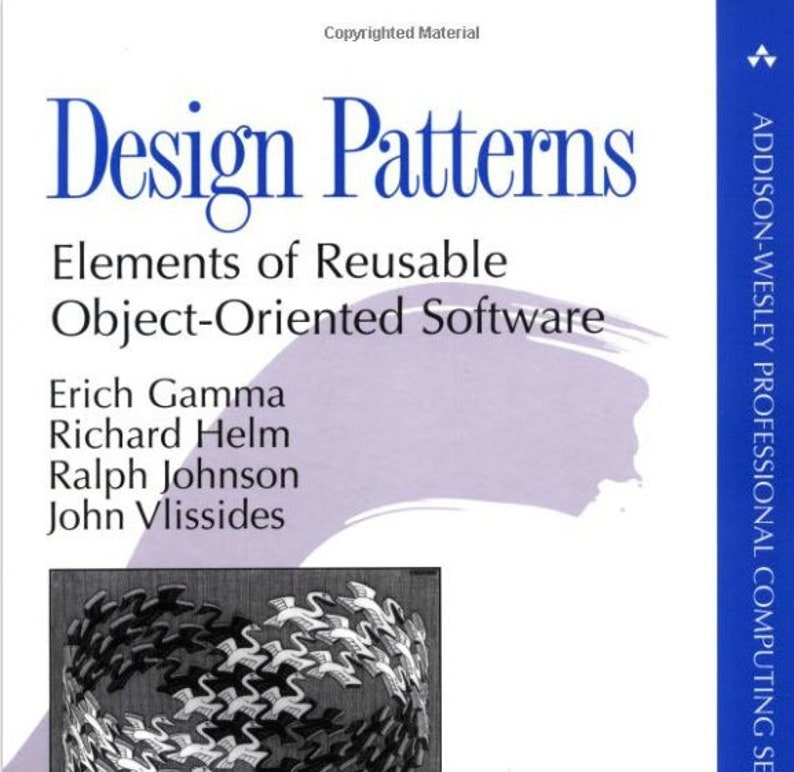 Copyrighted Material
Design Patterns
Elements of Reusable
Object-Oriented Software
Erich Gamma
Richard Helm
Ralph Johnson
John Vlissides
ADDISON-WESLEY PROFESSIONAL COMPUTING SE